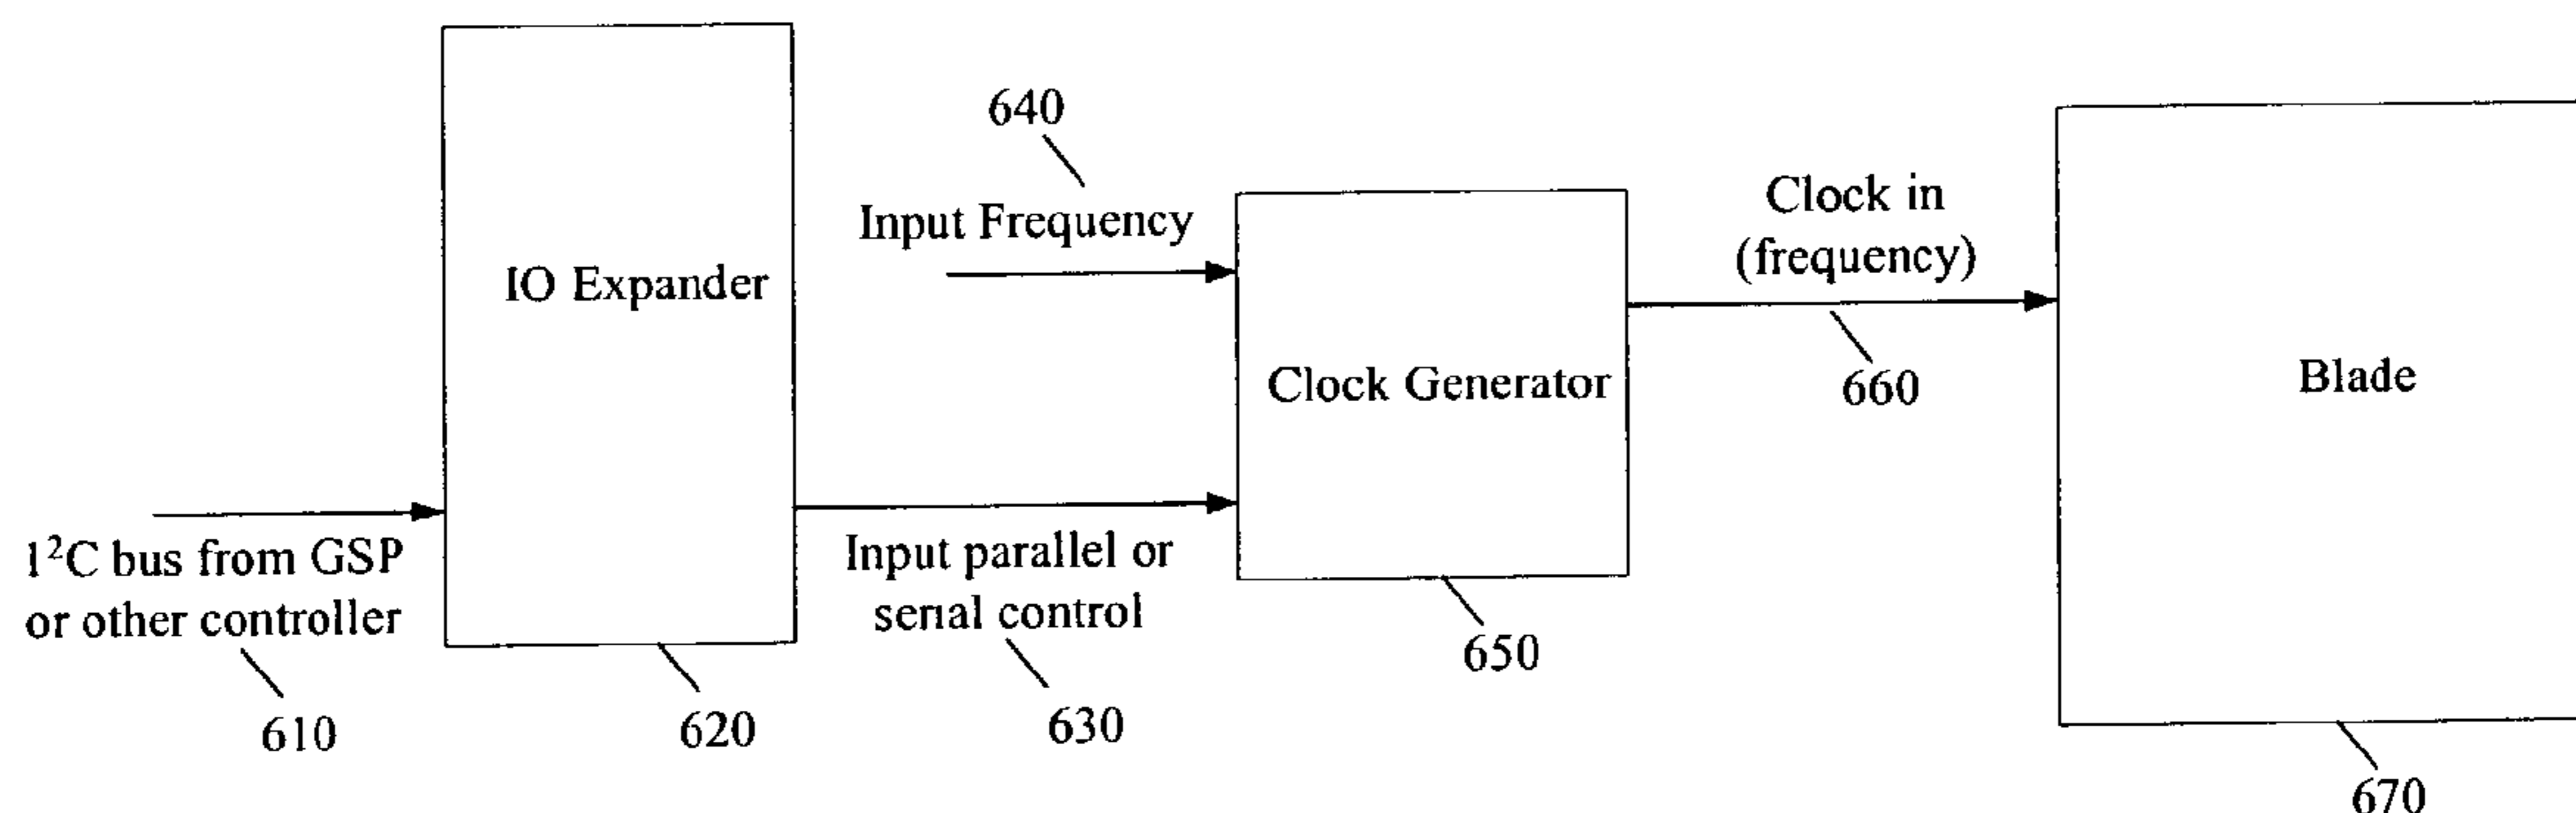 640
Input Frequency
IO Expander
Clock in
(frequency)
Clock Generator
660
Blade
I²C bus from GSP
or other controller
610
620
Input parallel or
serial control
630
650
670